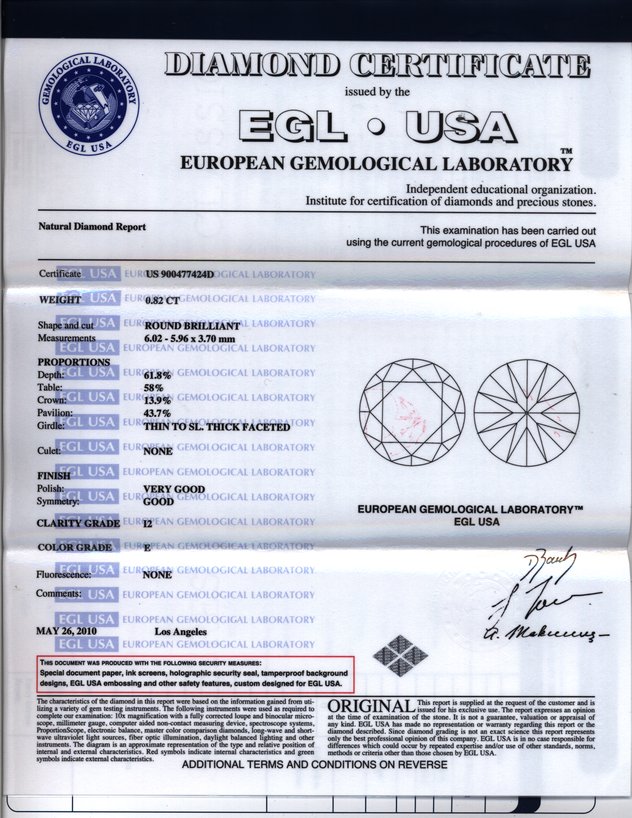 GEMOLOGICAL LABORATORY
EGL USA
DIAMOND CERTIFICATE
issued by the
EGL • USA
EUROPEAN GEMOLOGICAL LABORATORY™
Independent educational organization.
Institute for certification of diamonds and precious stones.
Natural Diamond Report
This examination has been carried out
using the current gemological procedures of EGL USA
Certificate US 900477424D
WEIGHT 0.82 CT
Shape and cut ROUND BRILLIANT
Measurements 6.02 - 5.96 x 3.70 mm
PROPORTIONS
Depth: 61.8%
Table: 58%
Crown: 13.9%
Pavilion: 43.7%
Girdle: THIN TO SL. THICK FACETED
Culet: NONE
FINISH
Polish: VERY GOOD
Symmetry: GOOD
CLARITY GRADE I2
COLOR GRADE E
Fluorescence: NONE
Comments:
MAY 26, 2010 Los Angeles
EUROPEAN GEMOLOGICAL LABORATORY™
EGL USA
THIS DOCUMENT WAS PRODUCED WITH THE FOLLOWING SECURITY MEASURES:
Special document paper, ink screens, holographic security seal, tamperproof background
designs, EGL USA embossing and other safety features, custom designed for EGL USA.
The characteristics of the diamond in this report were based on the information gained from uti-
lizing a variety of gem testing instruments. The following instruments were used as required to
complete our examination: 10x magnification with a fully corrected loupe and binocular micro-
scope, millimeter gauge, computer aided non-contact measuring device, spectroscope systems,
ProportionScope, electronic balance, master color comparison diamonds, long-wave and short-
wave ultraviolet light sources, fiber optic illumination, daylight balanced lighting and other
instruments. The diagram is an approximate representation of the type and relative position of
internal and external characteristics. Red symbols indicate internal characteristics and green
symbols indicate external characteristics.
ORIGINAL This report is supplied at the request of the customer and is
issued for his exclusive use. The report expresses an opinion
at the time of examination of the stone. It is not a guarantee, valuation or appraisal of
any kind. EGL USA has made no representation or warranty regarding this report or the
diamond described. Since diamond grading is not an exact science this report represents
only the best professional opinion of this company. EGL USA is in no case responsible for
differences which could occur by repeated expertise and/or use of other standards, norms,
methods or criteria other than those chosen by EGL USA.
ADDITIONAL TERMS AND CONDITIONS ON REVERSE